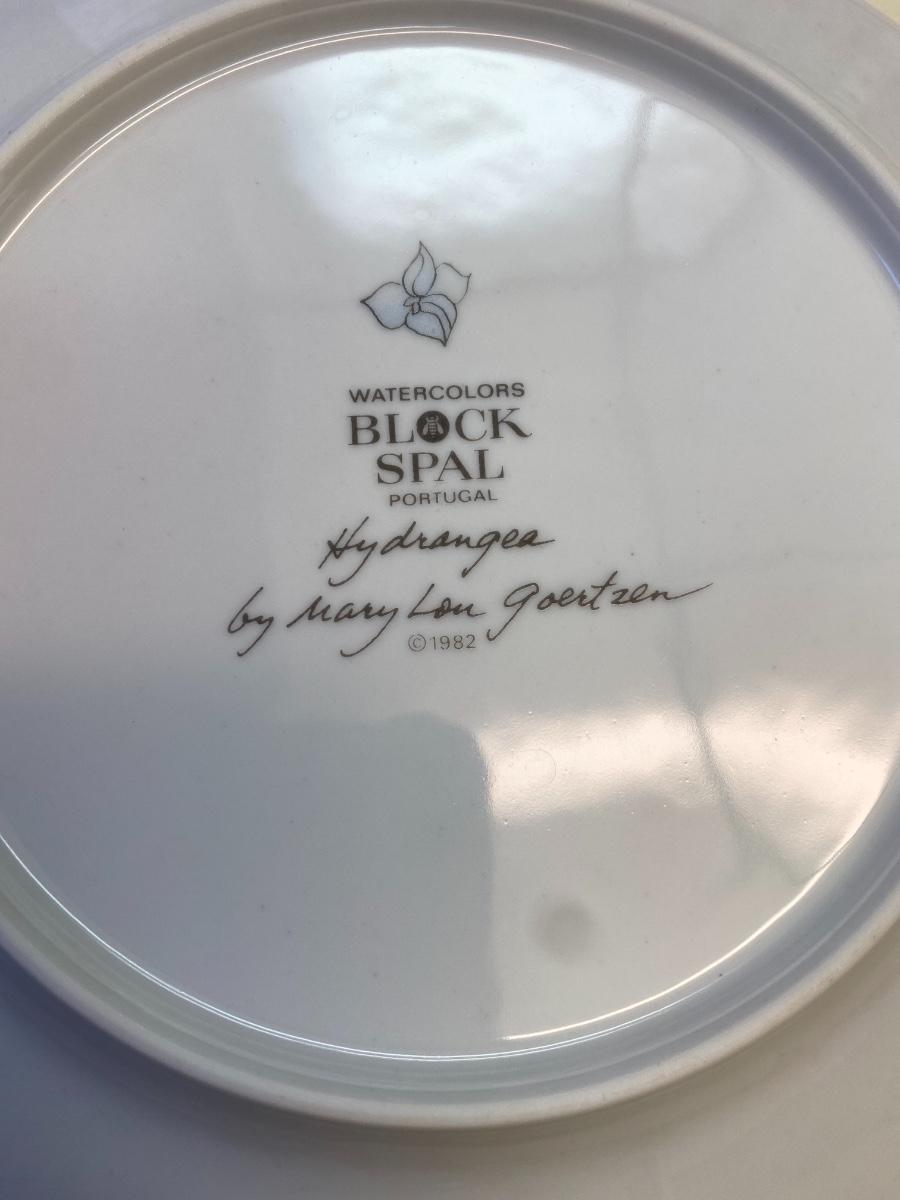 WATERCOLORS
BLOCK
SPAL
PORTUGAL
Hydrangea
by Mary Lou Goertzen
©1982